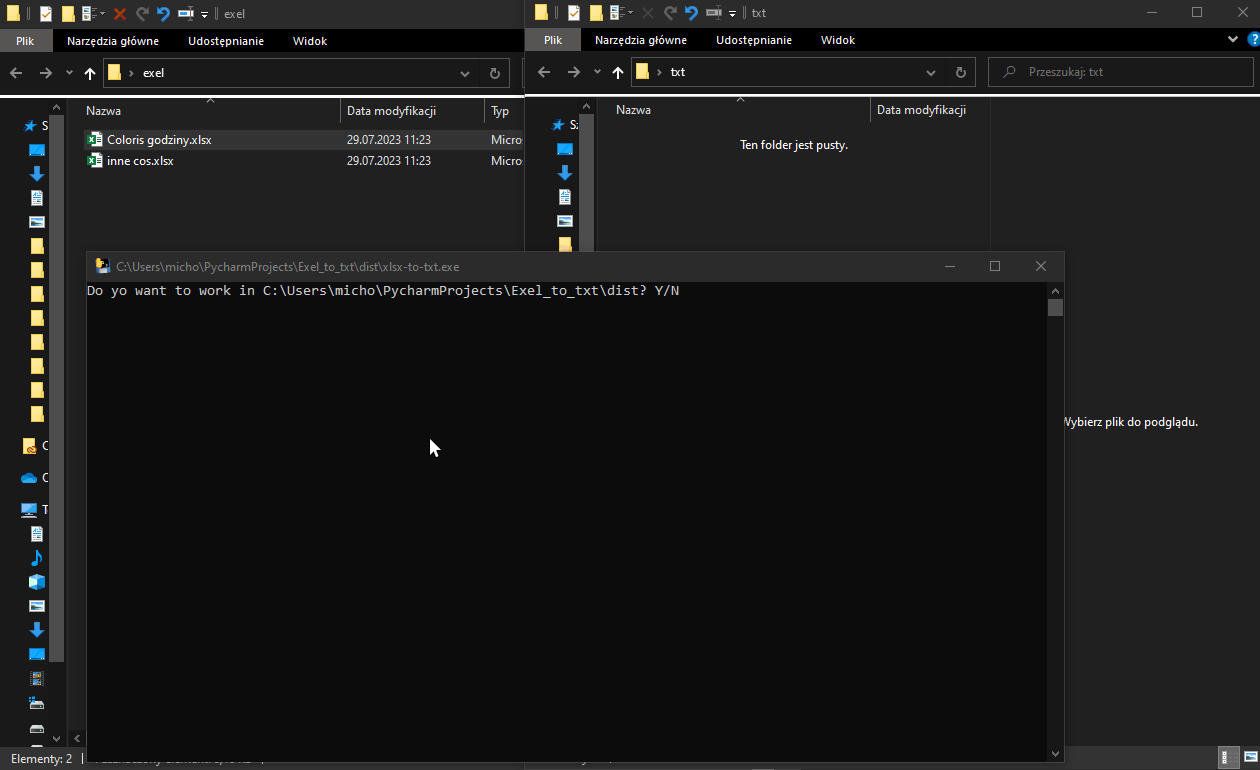 exel
Plik
Narzędzia główne
Udostępnianie
Widok
exel
Nazwa
Data modyfikacji
Typ
Coloris godziny.xlsx
29.07.2023 11:23
Micro
inne cos.xlsx
29.07.2023 11:23
Micro
S
C
C
T
Elementy: 2
txt
Plik
Narzędzia główne
Udostępnianie
Widok
txt
Przeszukaj: txt
Nazwa
Data modyfikacji
Ten folder jest pusty.
Sz
Wybierz plik do podglądu.
C:\Users\micho\PycharmProjects\Exel_to_txt\dist\xlsx-to-txt.exe
Do yo want to work in C:\Users\micho\PycharmProjects\Exel_to_txt\dist? Y/N